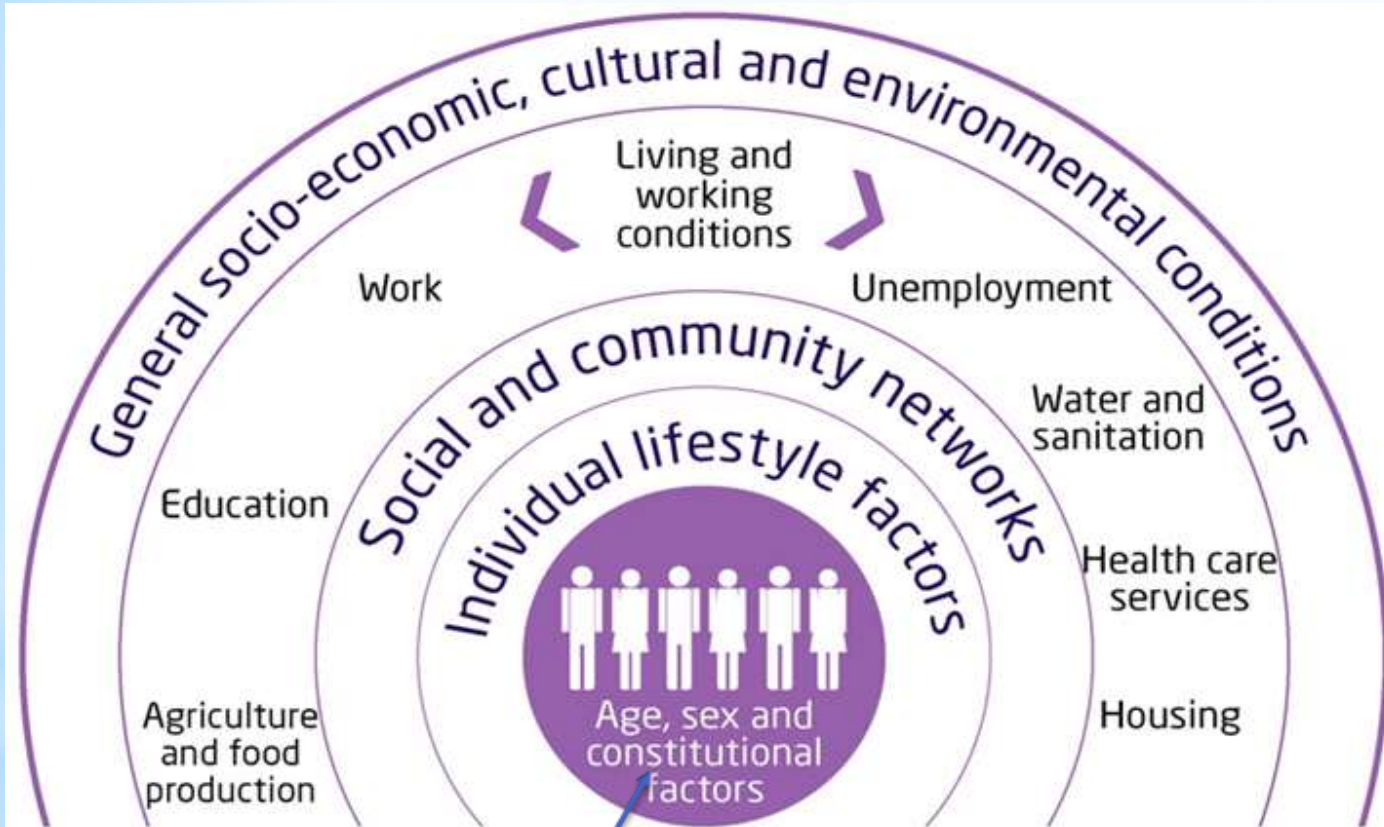 General socio-economic, cultural and environmental conditions
Living and
working
conditions
Work
Unemployment
Social and community networks
Water and
sanitation
Individual lifestyle factors
Education
Health care
services
Agriculture
and food
production
Housing
Age, sex and
constitutional
factors